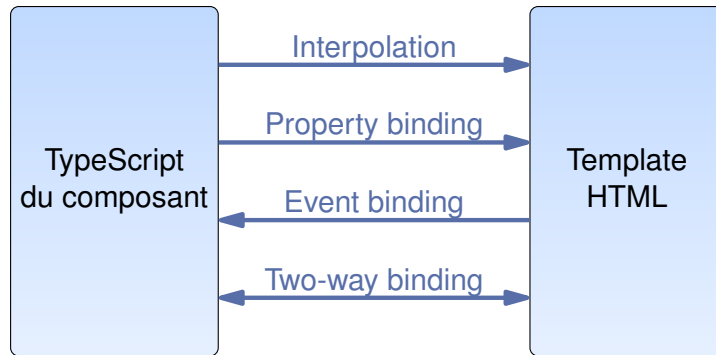 Interpolation
Property binding
TypeScript
du composant
Event binding
Two-way binding
Template
HTML